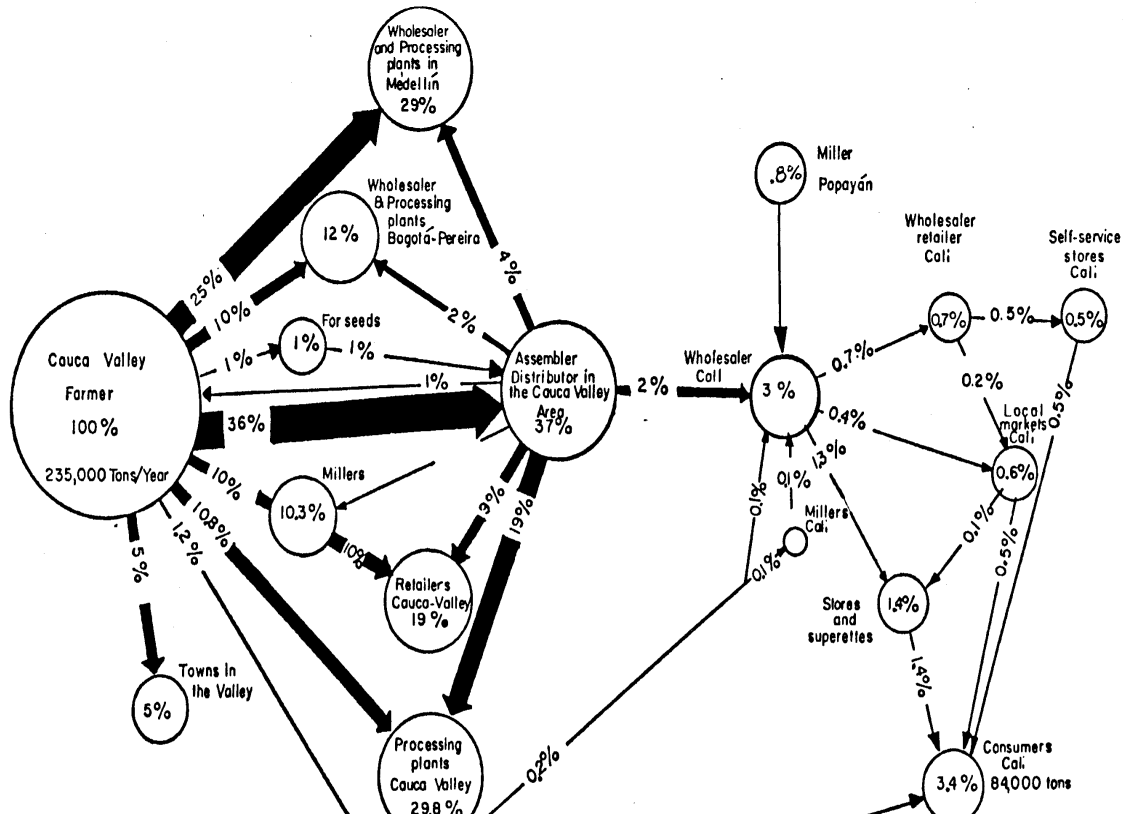 Wholesaler
and Processing
plants in
Medellín
29%
.8%
Miller
Popayán
Wholesaler
& Processing
plants
Bogotá-Pereira
12%
Wholesaler
retailer
Cali
Self-service
stores
Cali
25%
10%
4%
2%
0.7%
0.5%
0.5%
For seeds
1%
1%
1%
Cauca Valley
Farmer
100%
235,000 Tons/Year
Assembler
Distributor in
the Cauca Valley
Area
37%
1%
36%
2%
Wholesaler
Call
3 %
0.7%
0.2%
0.4%
0.5%
Local
markets
Cali
0.6%
10%
Millers
10.3%
10%
3%
19%
0.1%
0.1%
1.3%
Millers
Cali
0.1%
0.1%
0.5%
10.8%
1.2%
5%
Retailers
Cauca-Valley
19 %
Stores
and
superettes
1.4%
1.4%
Towns In
the Valley
5%
Processing
plants
Cauca Valley
29.8 %
0.2%
Consumers
Cali
84,000 tons
3.4 %